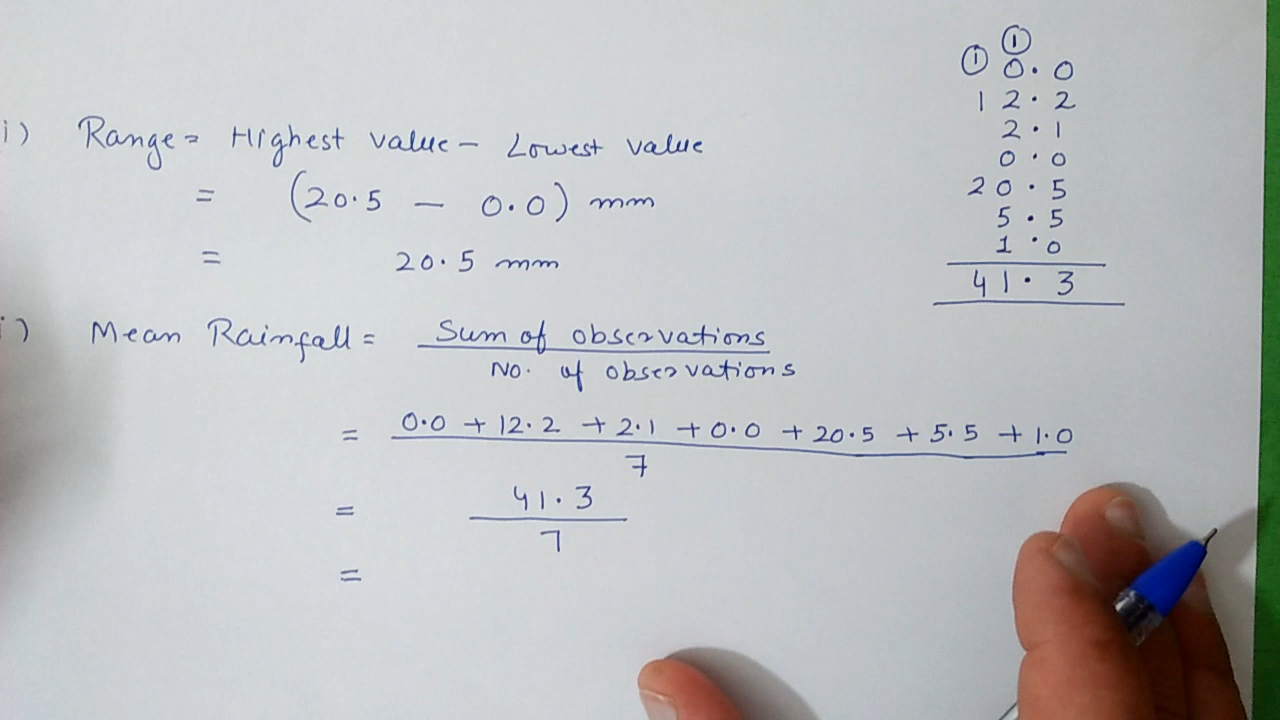 i) Range= Highest value - Lowest value
= (20.5 - 0.0) mm
= 20.5 mm
i) Mean Rainfall = Sum of observations
No. of observations
= 0.0 + 12.2 + 2.1 + 0.0 + 20.5 + 5.5 + 1.0
7
= 41.3
7
=
1
1 0.0
12.2
2.1
0.0
20.5
5.5
1.0
41.3